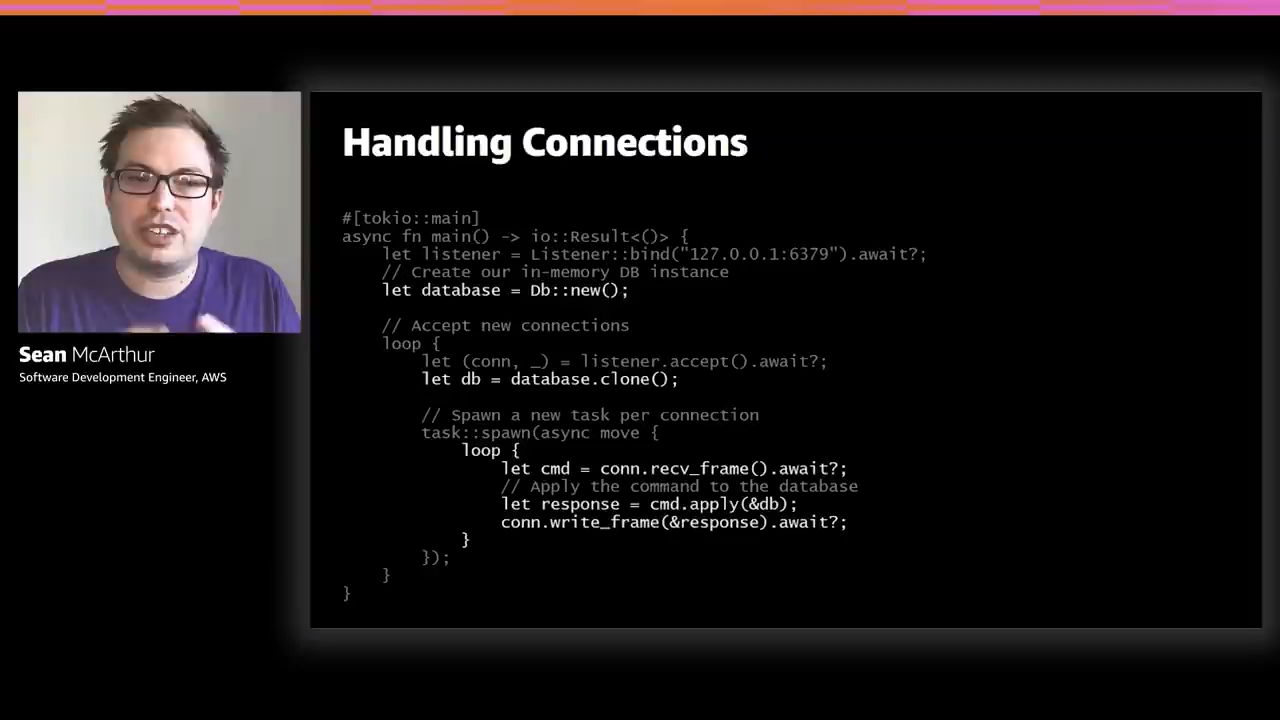 Handling Connections
#[tokio::main]
async fn main() -> io::Result<()> {
    let listener = Listener::bind("127.0.0.1:6379").await?;
    // Create our in-memory DB instance
    let database = Db::new();

    // Accept new connections
    loop {
        let (conn, _) = listener.accept().await?;
        let db = database.clone();

        // Spawn a new task per connection
        task::spawn(async move {
            loop {
                let cmd = conn.recv_frame().await?;
                // Apply the command to the database
                let response = cmd.apply(&db);
                conn.write_frame(&response).await?;
            }
        });
    }
}
Sean McArthur
Software Development Engineer, AWS